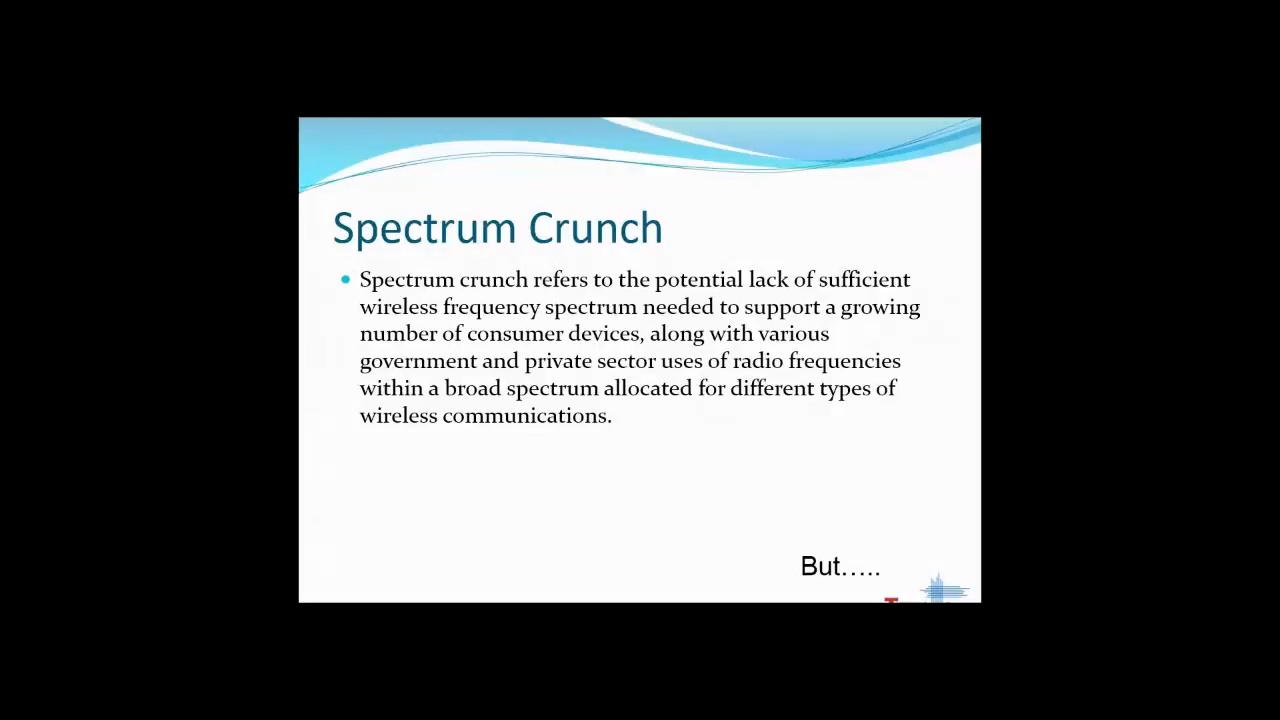 Spectrum Crunch
Spectrum crunch refers to the potential lack of sufficient
wireless frequency spectrum needed to support a growing
number of consumer devices, along with various
government and private sector uses of radio frequencies
within a broad spectrum allocated for different types of
wireless communications.
But…..